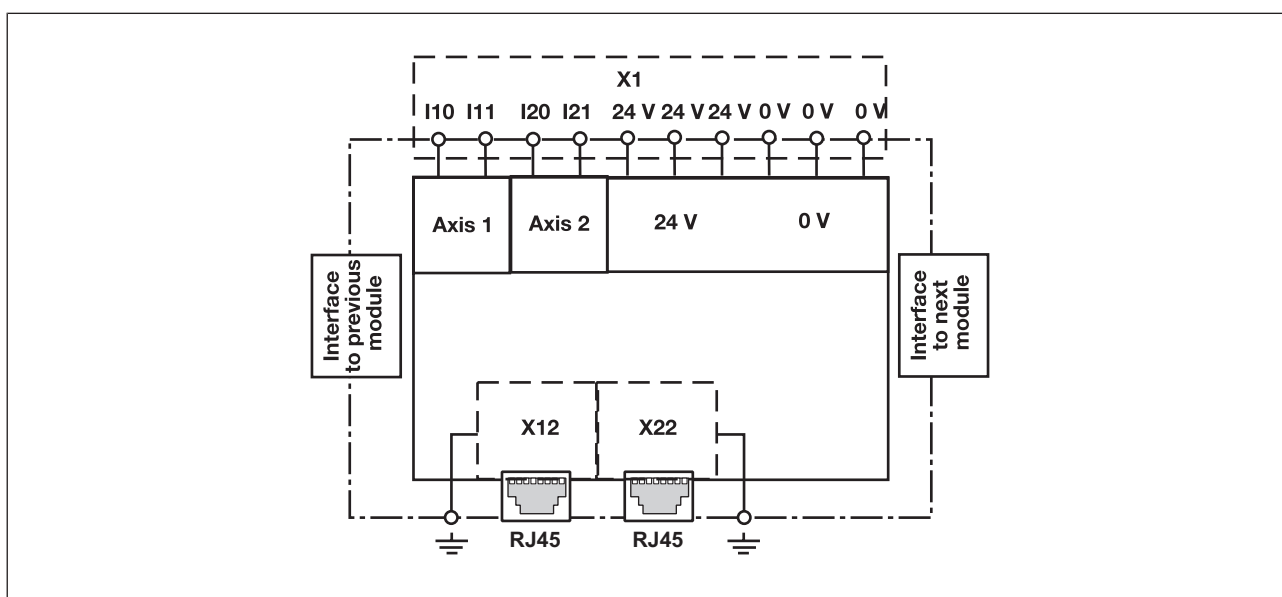 X1
I10 I11 I20 I21 24 V 24 V 24 V 0 V 0 V 0 V
Axis 1 Axis 2 24 V 0 V
Interface
to previous
module
Interface
to next
module
X12 X22
RJ45 RJ45